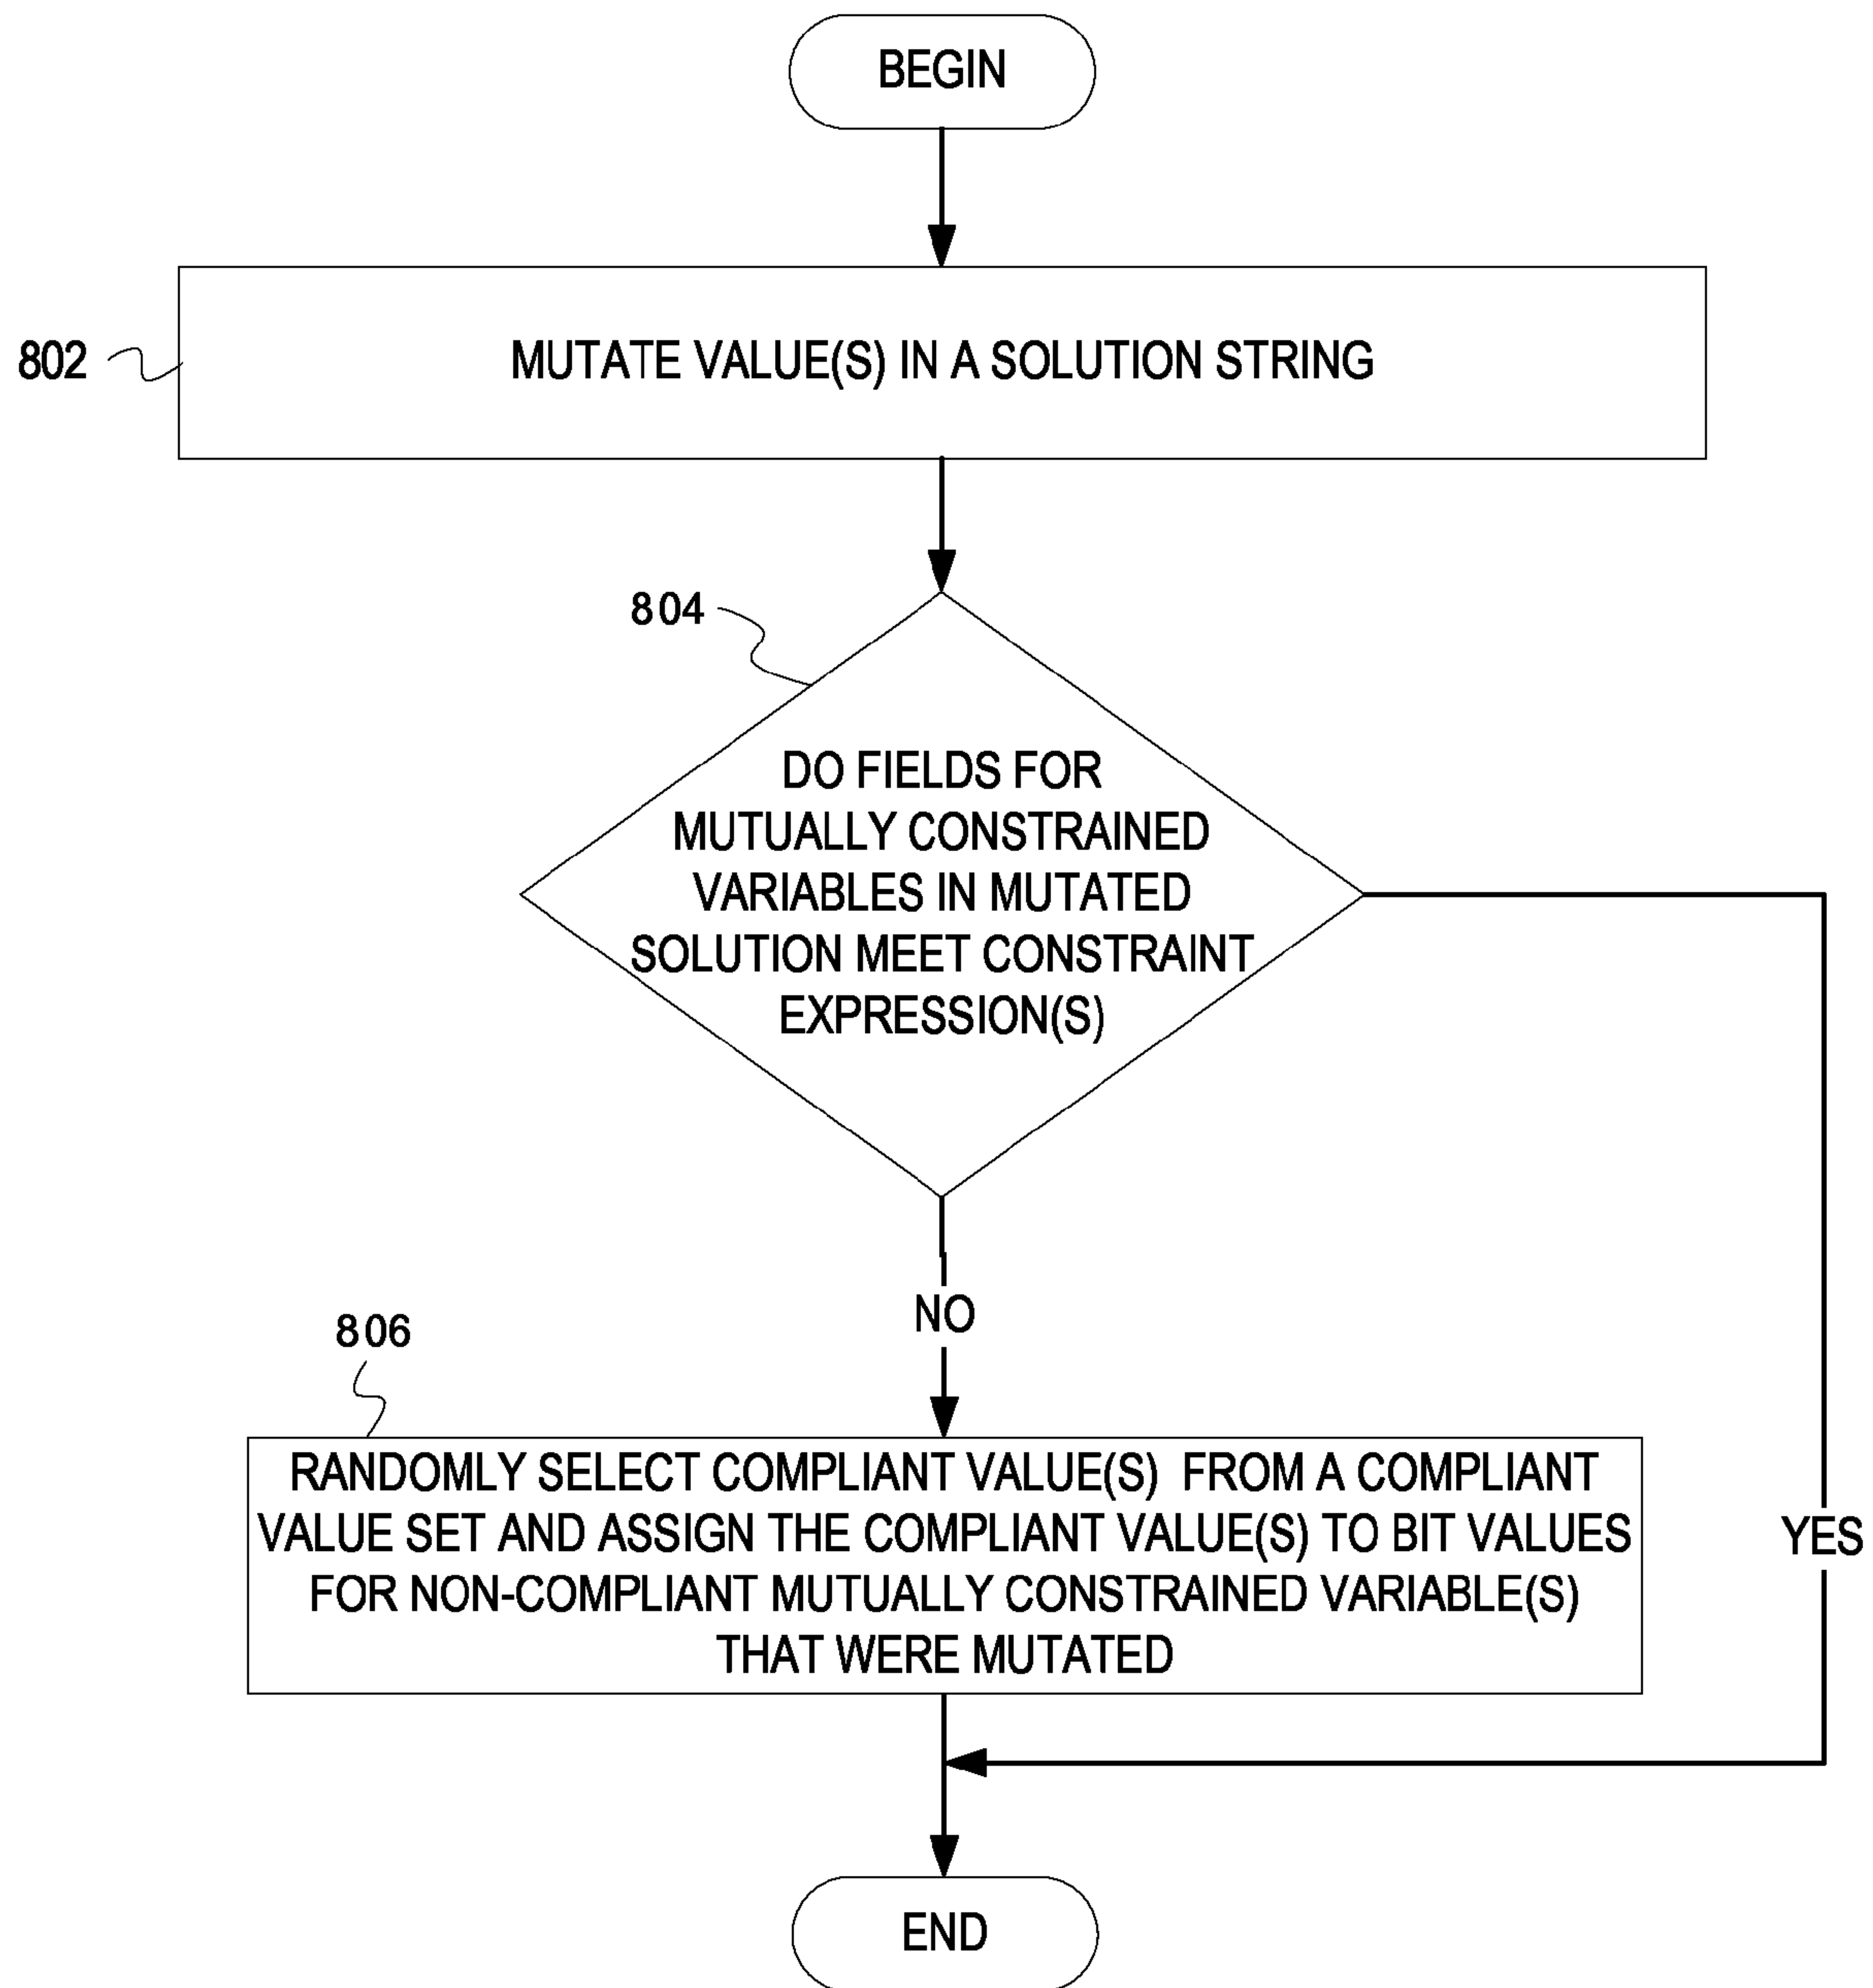 BEGIN
802
MUTATE VALUE(S) IN A SOLUTION STRING
804
DO FIELDS FOR
MUTUALLY CONSTRAINED
VARIABLES IN MUTATED
SOLUTION MEET CONSTRAINT
EXPRESSION(S)
NO
806
RANDOMLY SELECT COMPLIANT VALUE(S) FROM A COMPLIANT
VALUE SET AND ASSIGN THE COMPLIANT VALUE(S) TO BIT VALUES
FOR NON-COMPLIANT MUTUALLY CONSTRAINED VARIABLE(S)
THAT WERE MUTATED
YES
END